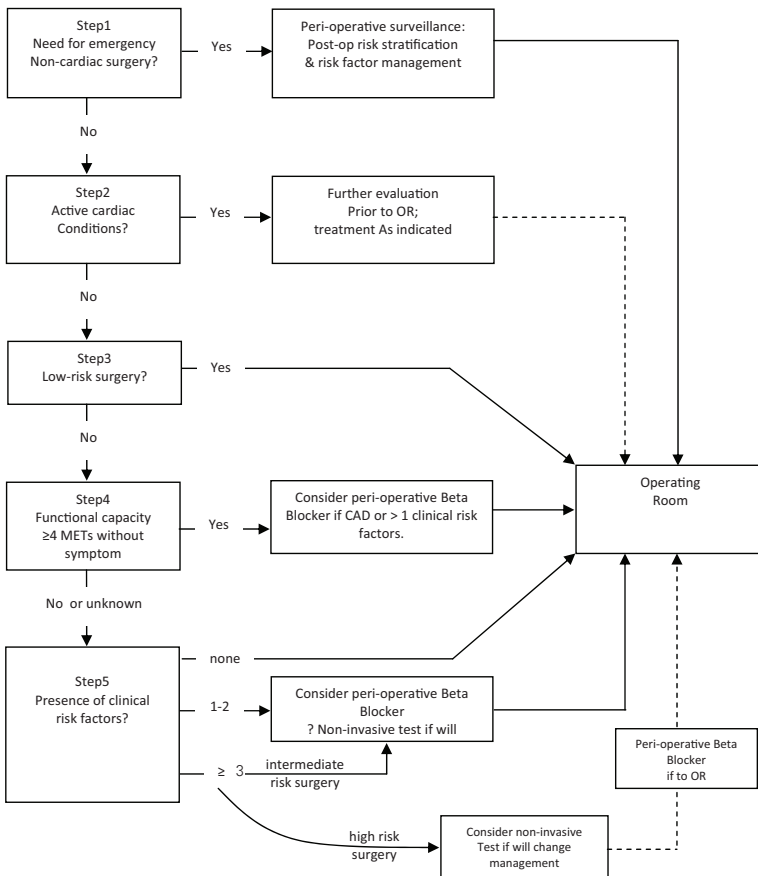 Step1
Need for emergency
Non-cardiac surgery?
Yes
Peri-operative surveillance:
Post-op risk stratification
& risk factor management
No
Step2
Active cardiac
Conditions?
Yes
Further evaluation
Prior to OR;
treatment As indicated
No
Step3
Low-risk surgery?
Yes
No
Step4
Functional capacity
≥4 METs without
symptom
Yes
Consider peri-operative Beta
Blocker if CAD or > 1 clinical risk
factors.
Operating
Room
No or unknown
Step5
Presence of clinical
risk factors?
none
1-2
Consider peri-operative Beta
Blocker
? Non-invasive test if will
≥ 3
intermediate
risk surgery
Peri-operative Beta
Blocker
if to OR
high risk
surgery
Consider non-invasive
Test if will change
management